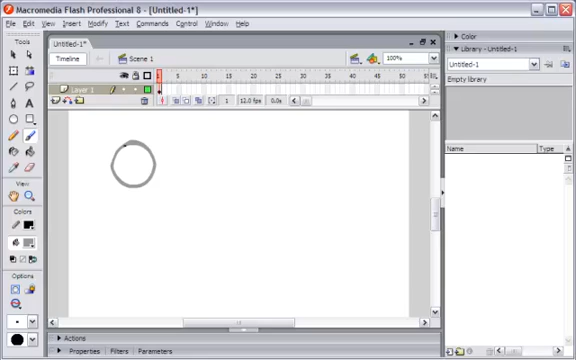 Macromedia Flash Professional 8 - [Untitled-1*]
File Edit View Insert Modify Text Commands Control Window Help
Tools
Untitled-1*
Timeline
Scene 1
100%
1 5 10 15 20 25 30 35 40 45 50 55
Layer 1
1 12.0 fps 0.0s
View
Colors
Options
Color
Library - Untitled-1
Untitled-1
Empty library
Name Type
Actions
Properties Filters Parameters